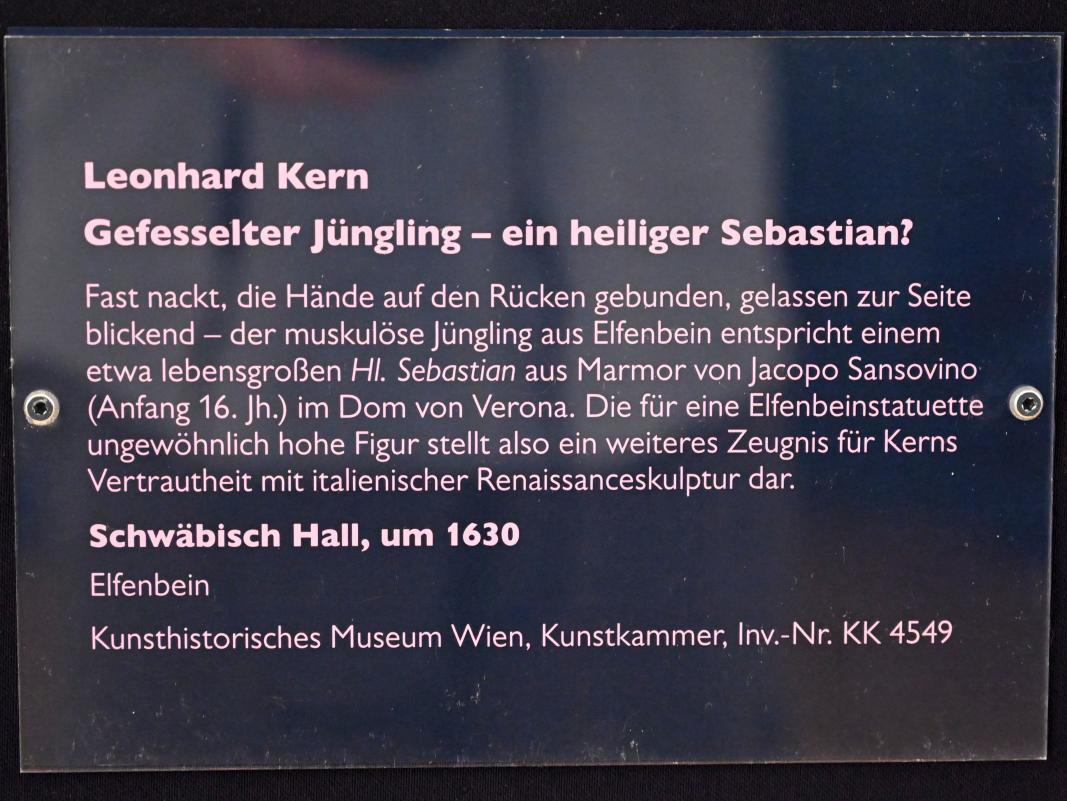 Leonhard Kern
Gefesselter Jüngling – ein heiliger Sebastian?
Fast nackt, die Hände auf den Rücken gebunden, gelassen zur Seite
blickend – der muskulöse Jüngling aus Elfenbein entspricht einem
etwa lebensgroßen Hl. Sebastian aus Marmor von Jacopo Sansovino
(Anfang 16. Jh.) im Dom von Verona. Die für eine Elfenbeinstatuette
ungewöhnlich hohe Figur stellt also ein weiteres Zeugnis für Kerns
Vertrautheit mit italienischer Renaissanceskulptur dar.
Schwäbisch Hall, um 1630
Elfenbein
Kunsthistorisches Museum Wien, Kunstkammer, Inv.-Nr. KK 4549